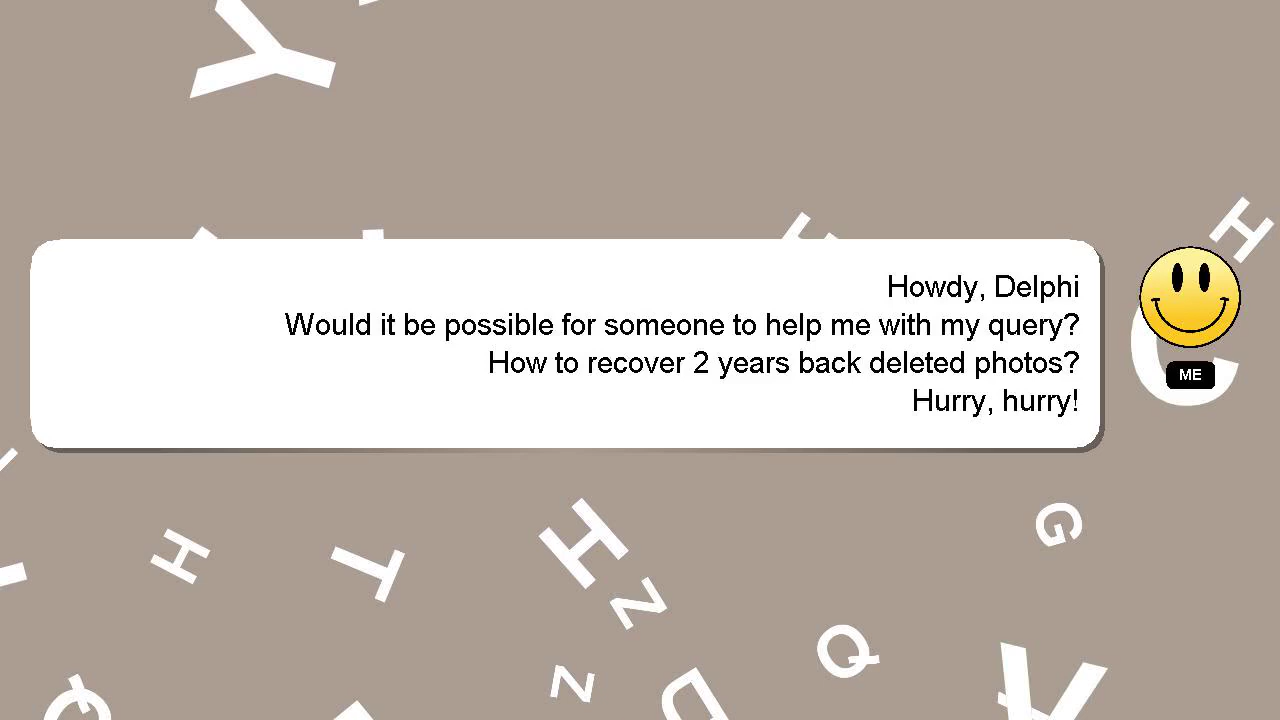 Howdy, Delphi
Would it be possible for someone to help me with my query?
How to recover 2 years back deleted photos?
Hurry, hurry!
ME